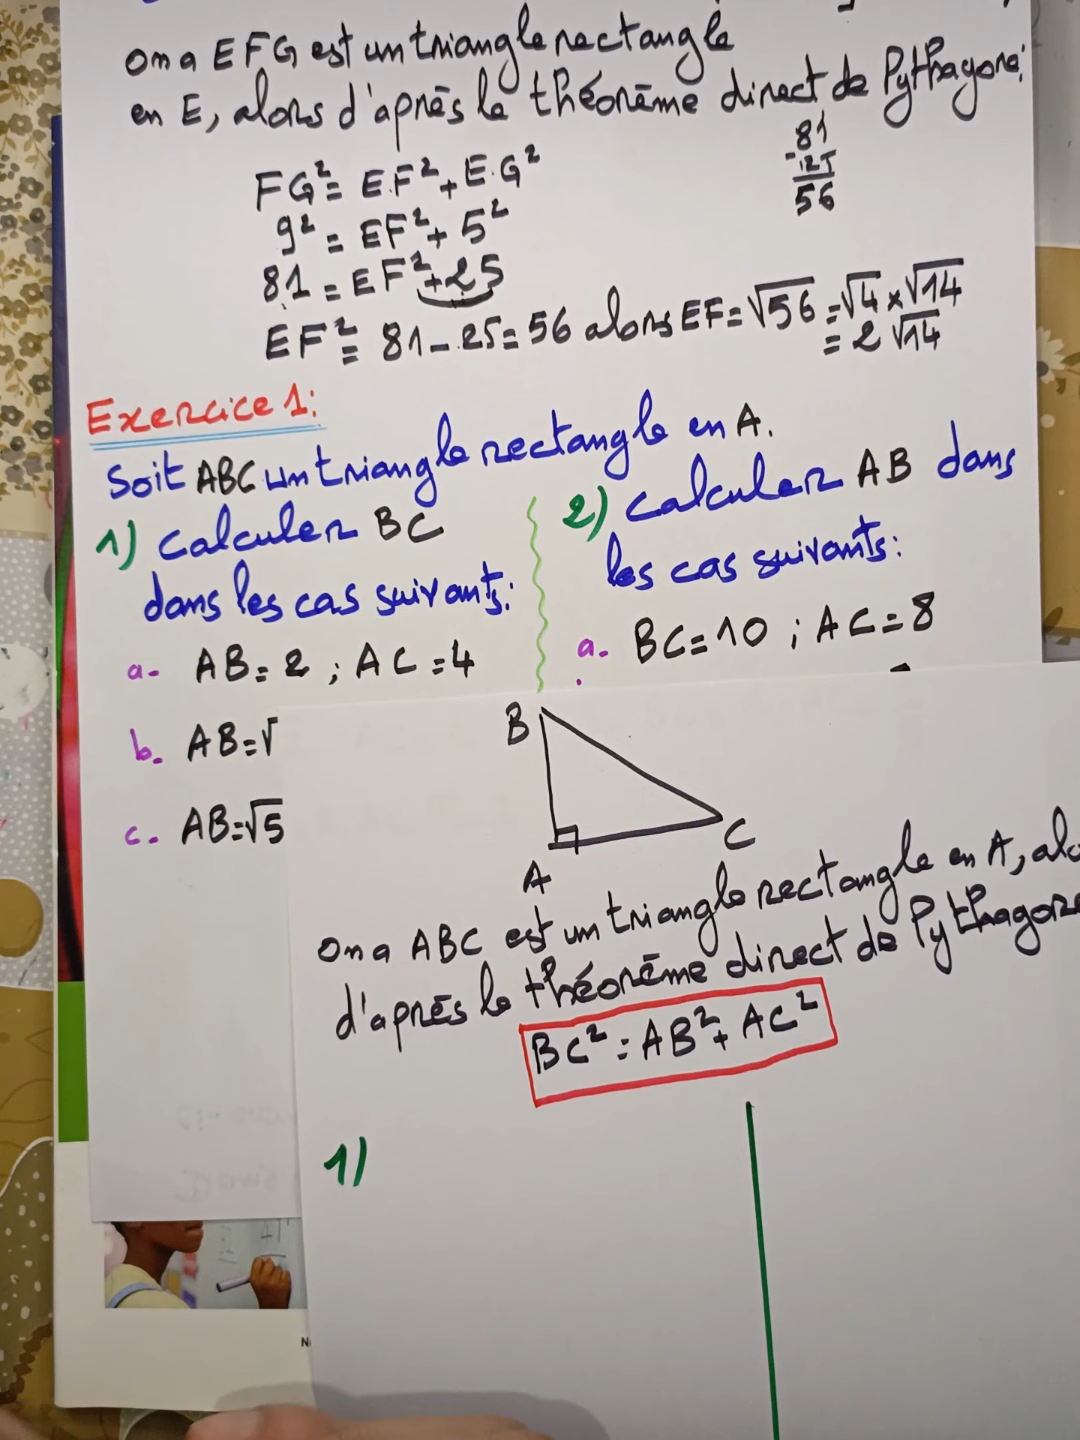 On a EFG est un triangle rectangle
en E, alors d'après le théorème direct de Pythagore:
FG² = EF² + EG²
9² = EF² + 5²
81 = EF² + 25
EF² = 81 - 25 = 56 alors EF = √56 = √4 × √14
= 2 √14
81
- 25
56
Exercice 1:
Soit ABC un triangle rectangle en A.
1) Calculer BC
dans les cas suivants:
a- AB = 2 ; AC = 4
b. AB = √
c. AB = √5
2) Calculer AB dans
les cas suivants:
a. BC = 10 ; AC = 8
B
A
C
On a ABC est un triangle rectangle en A, alo
d'après le théorème direct de Pythagore
BC² = AB² + AC²
1)